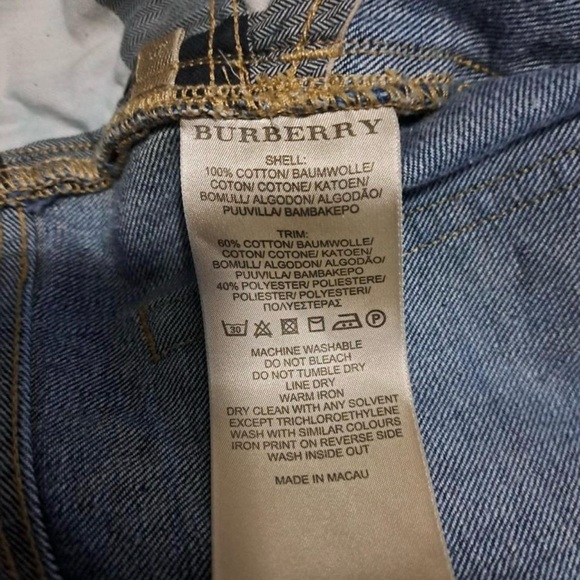 BURBERRY
SHELL:
100% COTTON/BAUMWOLLE/
COTON/COTONE/KATOEN/
BOMULL/ALGODON/ALGODÃO/
PUUVILLA/BAMBAKEPO
TRIM:
60% COTTON/BAUMWOLLE/
COTON/COTONE/KATOEN/
BOMULL/ALGODON/ALGODÃO/
PUUVILLA/BAMBAKEPO
40% POLYESTER/POLIESTERE/
POLIESTER/POLYESTERI/
ΠΟΛΥΕΣΤΕΡΑΣ
30 P
MACHINE WASHABLE
DO NOT BLEACH
DO NOT TUMBLE DRY
LINE DRY
WARM IRON
DRY CLEAN WITH ANY SOLVENT
EXCEPT TRICHLOROETHYLENE
WASH WITH SIMILAR COLOURS
IRON PRINT ON REVERSE SIDE
WASH INSIDE OUT
MADE IN MACAU